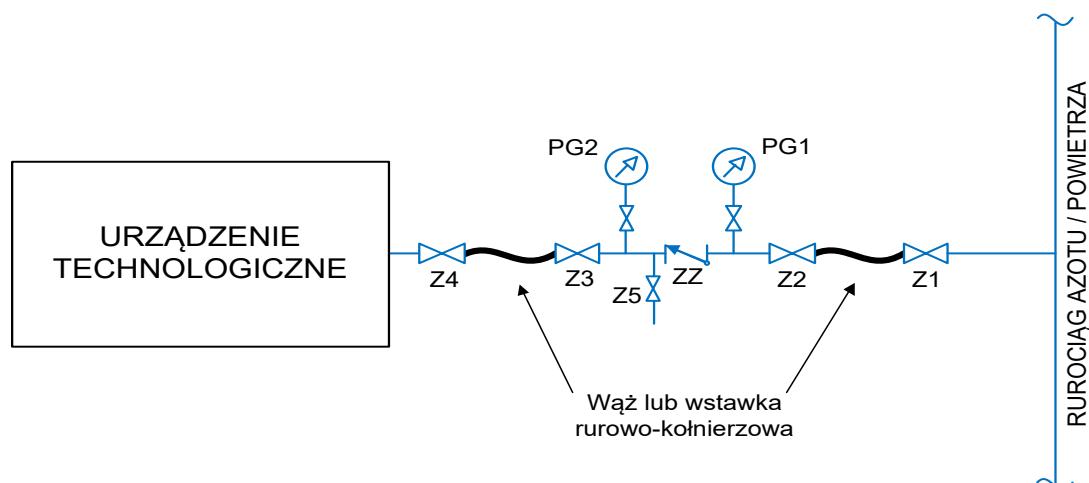 PG2
PG1
URZĄDZENIE
TECHNOLOGICZNE
Z4
Z3
Z5
ZZ
Z2
Z1
Wąż lub wstawka
rurowo-kołnierzowa
RUROCIĄG AZOTU / POWIETRZA